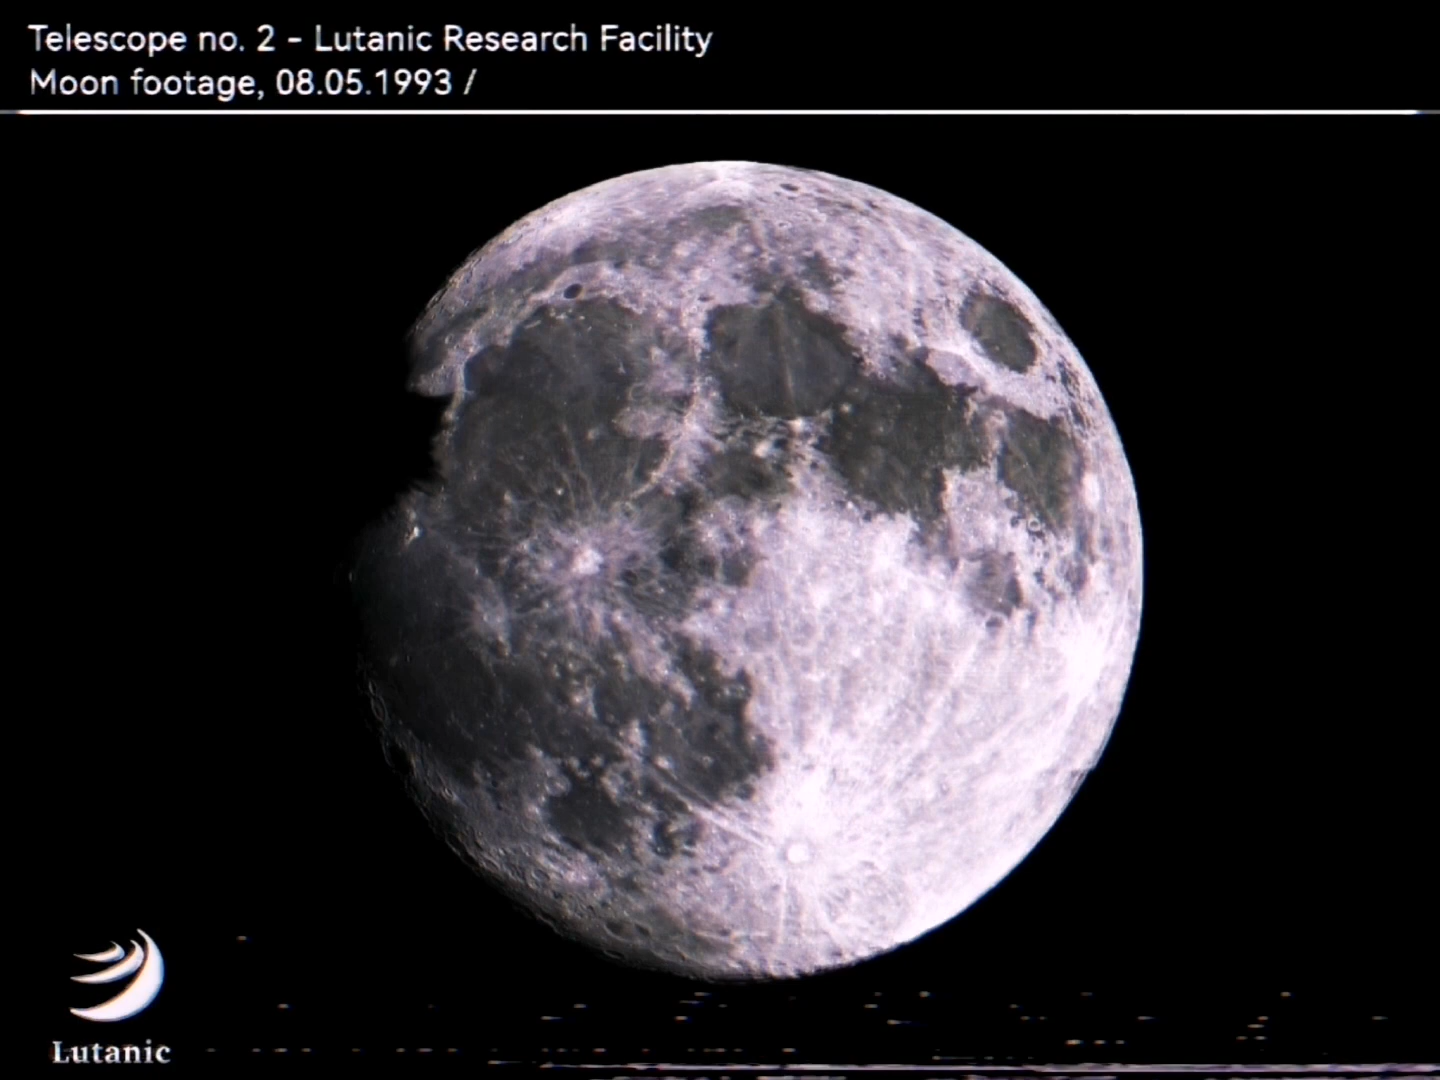 Telescope no. 2 - Lutanic Research Facility
Moon footage, 08.05.1993 /
Lutanic